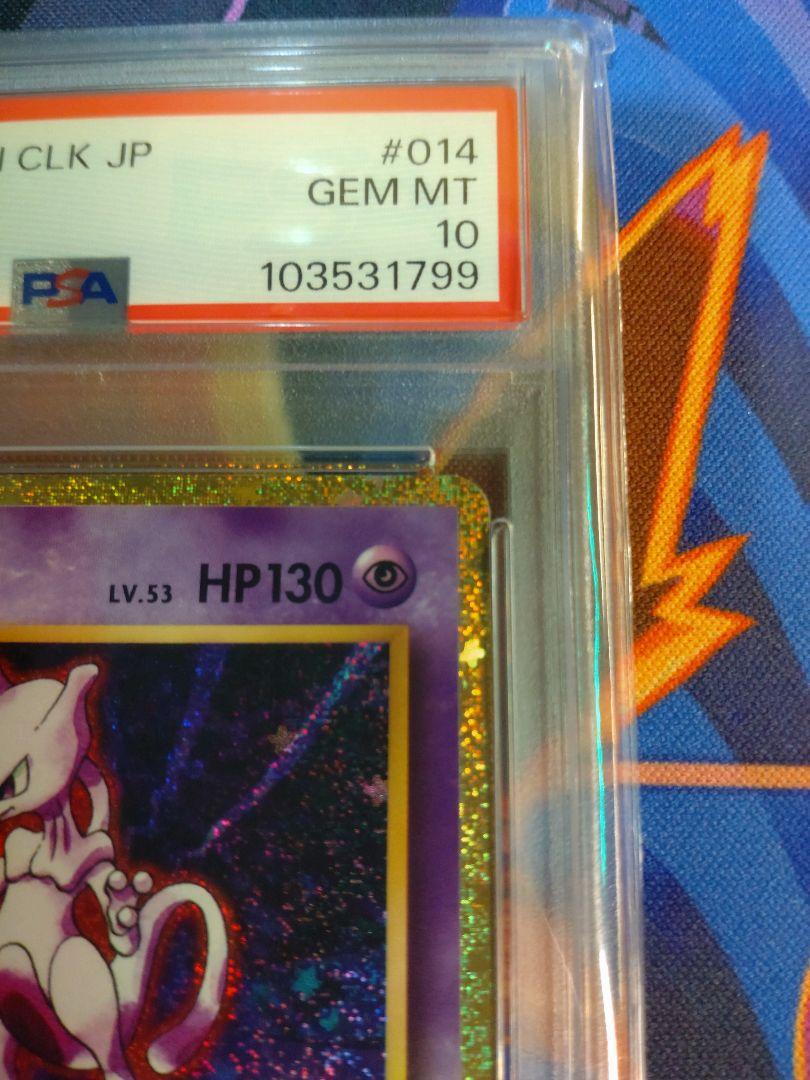 CLK JP
#014
GEM MT
10
PSA
103531799
LV.53 HP130